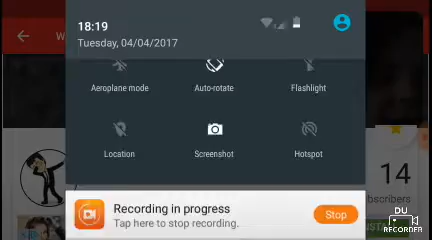 18:19
Tuesday, 04/04/2017
W
Aeroplane mode
Auto-rotate
Flashlight
Location
Screenshot
Hotspot
14
Recording in progress
Tap here to stop recording.
Stop
DU
RECORDER